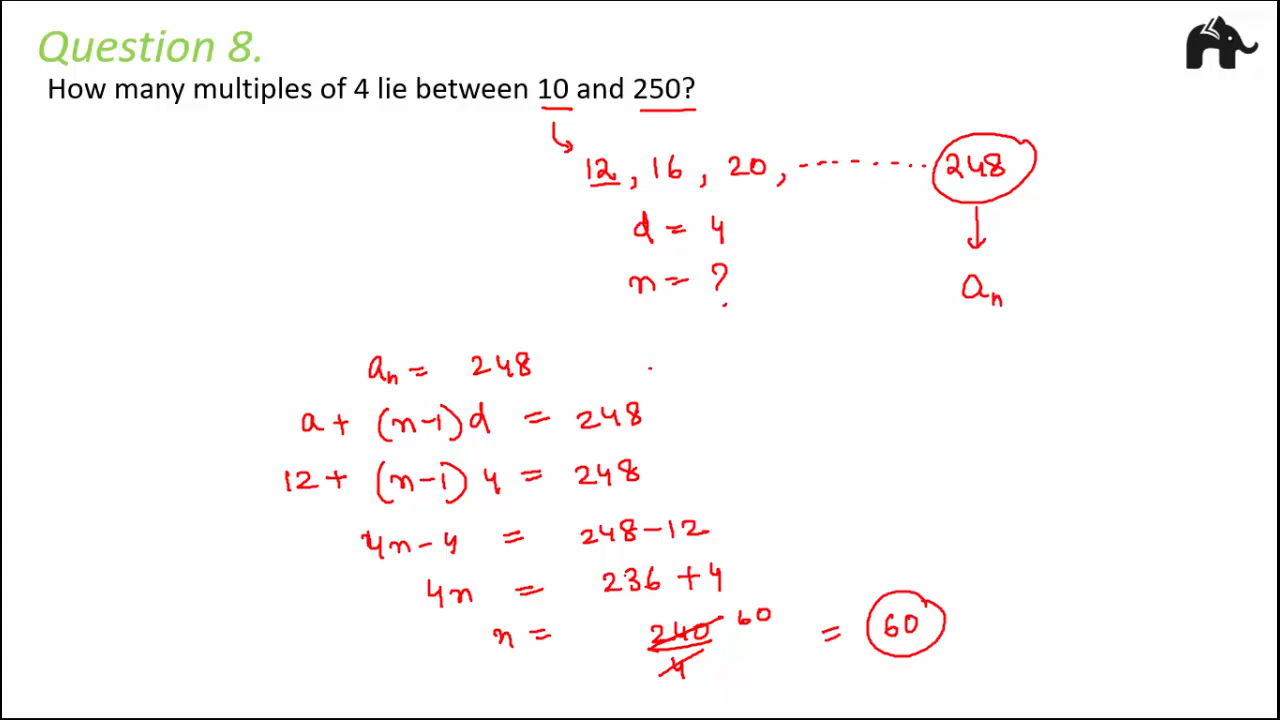 Question 8.
How many multiples of 4 lie between 10 and 250?
12, 16, 20, --------- 248
d = 4
n = ?
an
an = 248
a + (n-1)d = 248
12 + (n-1) 4 = 248
4n - 4 = 248 - 12
4n = 236 + 4
n = 240/4 60 = 60